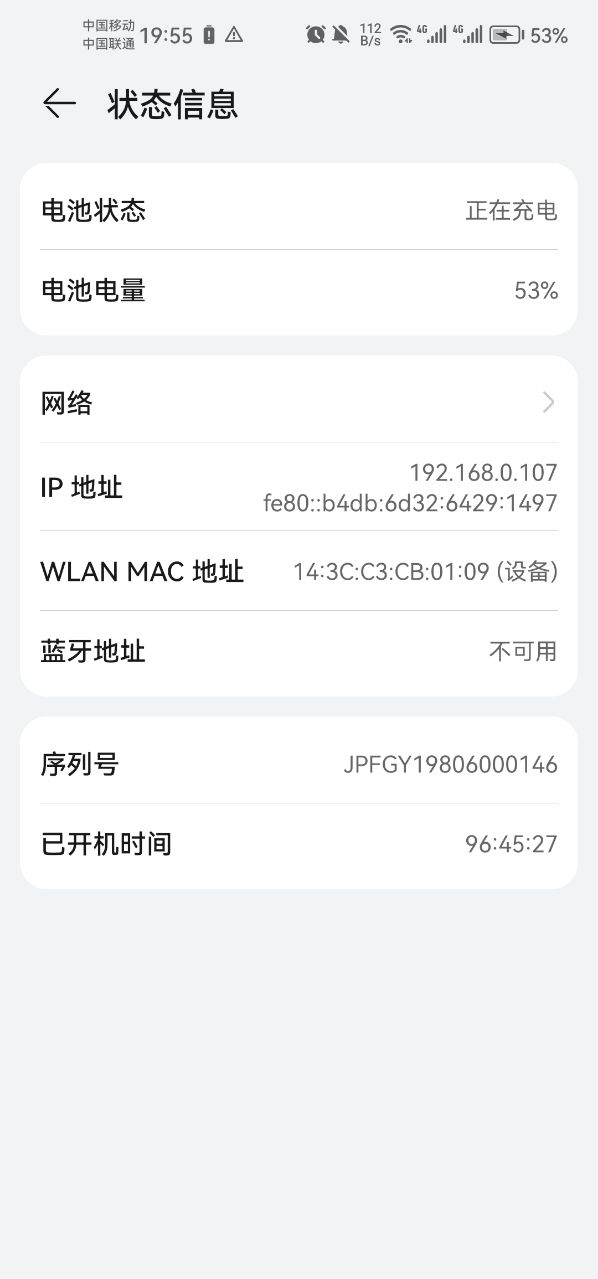 中国移动
中国联通
19:55
112
B/s
4G
4G
53%
状态信息
电池状态
正在充电
电池电量
53%
网络
IP 地址
192.168.0.107
fe80::b4db:6d32:6429:1497
WLAN MAC 地址
14:3C:C3:CB:01:09 (设备)
蓝牙地址
不可用
序列号
JPFGY19806000146
已开机时间
96:45:27